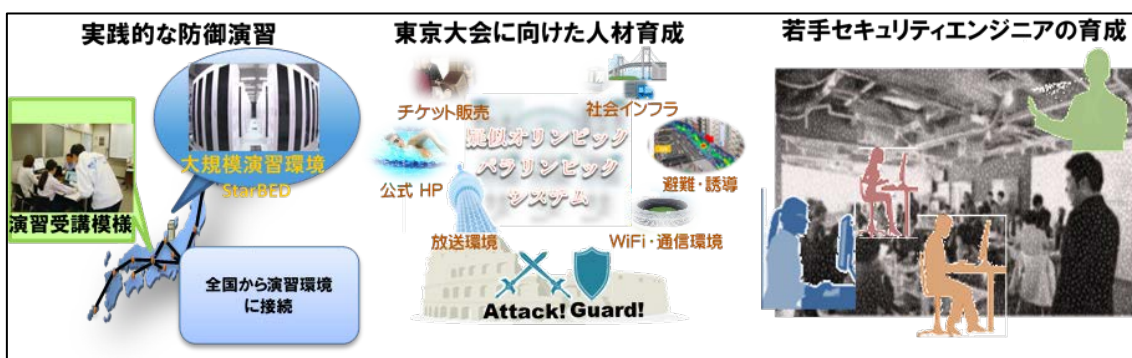 実践的な防御演習
大規模演習環境
StarBED
演習受講模様
全国から演習環境
に接続
東京大会に向けた人材育成
チケット販売
社会インフラ
疑似オリンピック
パラリンピック
システム
公式 HP
避難・誘導
放送環境
WiFi・通信環境
Attack! Guard!
若手セキュリティエンジニアの育成